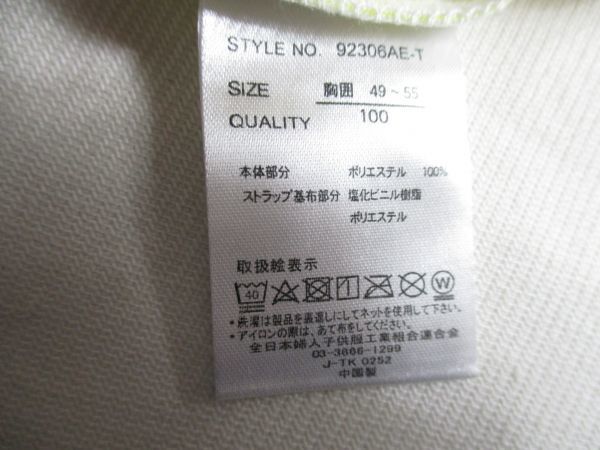 STYLE NO. 92306AE-T
SIZE 胸囲 49～55
QUALITY 100
本体部分 ポリエステル 100%
ストラップ基布部分 塩化ビニル樹脂
ポリエステル
取扱絵表示
40 W
・洗濯は製品を裏返しにしてネットを使用して下さい。
・アイロンの際は、あて布をしてください。
全日本婦人子供服工業組合連合会
03-3666-1299
J-TK 0252
中国製